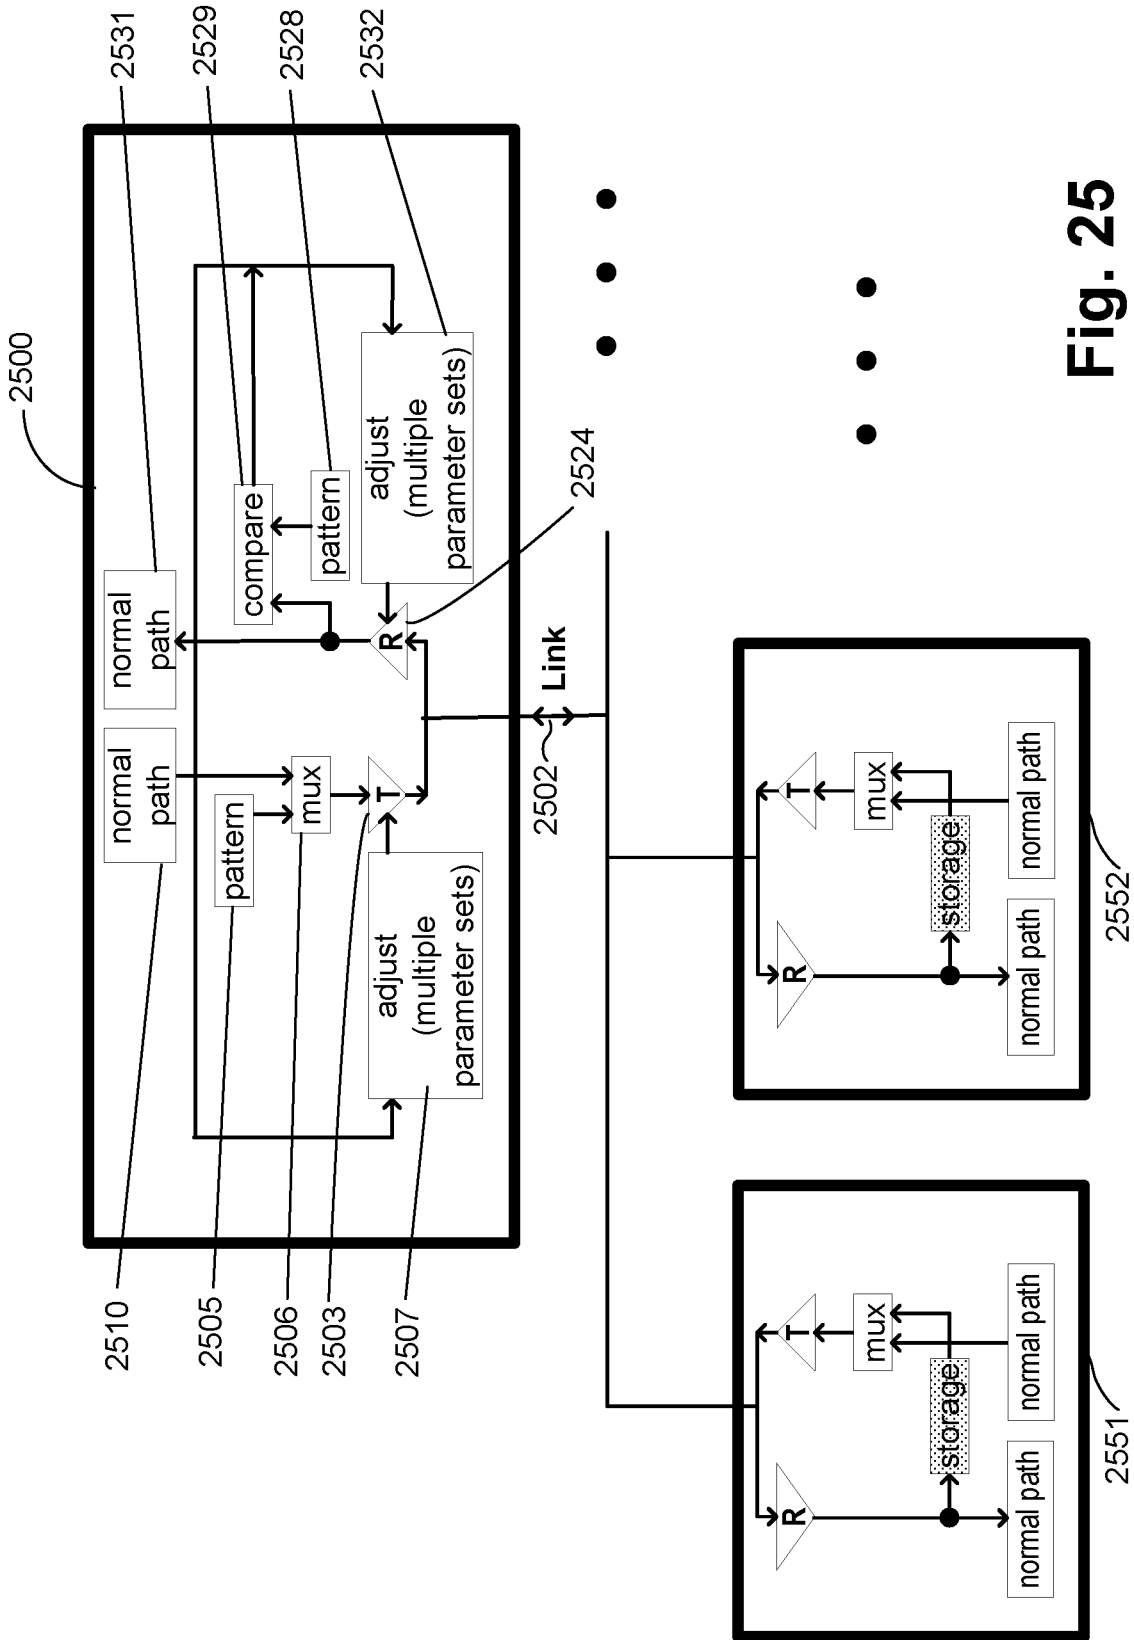 2500
2531
2529
2528
2532
2510
2505
2506
2503
2507
normal
path
normal
path
pattern
mux
T
adjust
(multiple
parameter sets)
compare
pattern
R
adjust
(multiple
parameter sets)
2524
2502
Link
R
T
mux
storage
normal path
normal path
2551
R
T
mux
storage
normal path
normal path
2552
Fig. 25